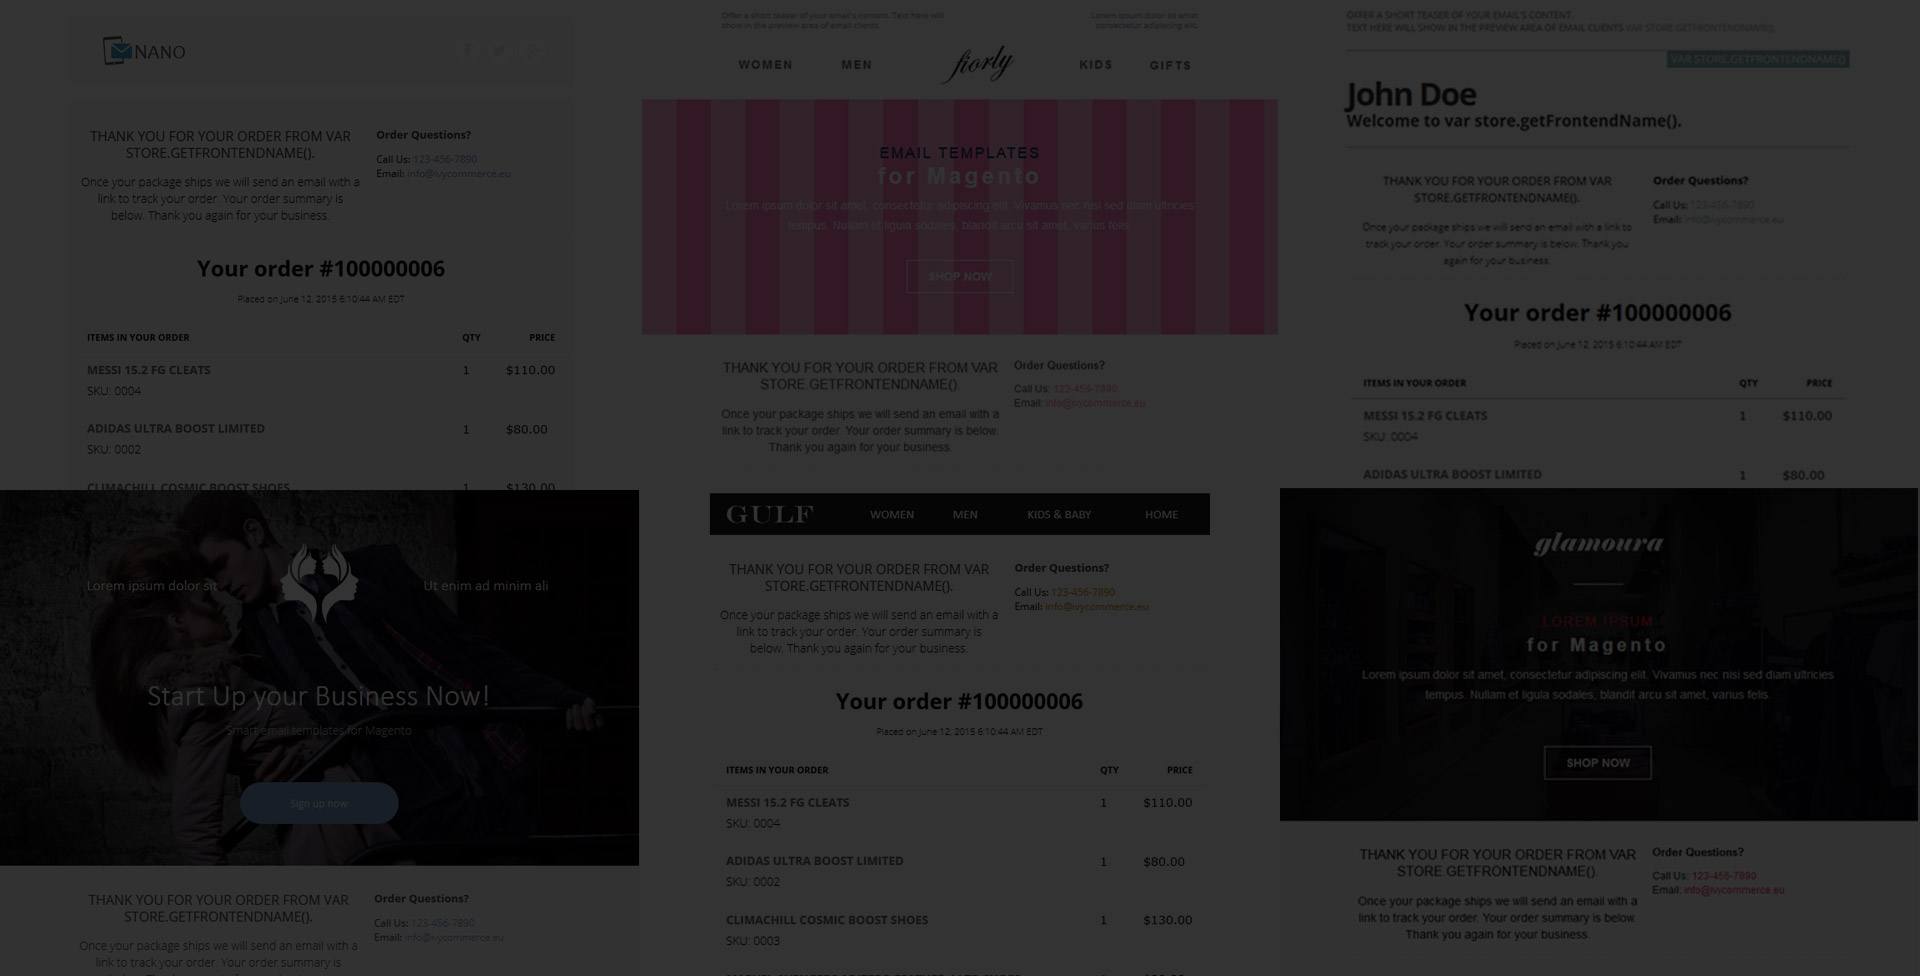 NANO
THANK YOU FOR YOUR ORDER FROM VAR
STORE.GETFRONTENDNAME().
Once your package ships we will send an email with a
link to track your order. Your order summary is
below. Thank you again for your business.
Order Questions?
Call Us: 123-456-7890
Email: info@ivycommerce.eu
Your order #100000006
Placed on June 12, 2015 6:10:44 AM EDT
ITEMS IN YOUR ORDER QTY PRICE
MESSI 15.2 FG CLEATS 1 $110.00
SKU: 0004
ADIDAS ULTRA BOOST LIMITED 1 $80.00
SKU: 0002
CLIMACHILL COSMIC BOOST SHOES 1 $130.00
Offer a short teaser of your email's content. Text here will
show in the preview area of email clients.
Lorem ipsum dolor sit amet
consectetur adipiscing elit.
WOMEN MEN fiorly KIDS GIFTS
EMAIL TEMPLATES
for Magento
Lorem ipsum dolor sit amet, consectetur adipiscing elit. Vivamus nec nisi sed diam ultricies
tempus. Nullam et ligula sodales, blandit arcu sit amet, varius felis.
SHOP NOW
THANK YOU FOR YOUR ORDER FROM VAR
STORE.GETFRONTENDNAME().
Once your package ships we will send an email with a
link to track your order. Your order summary is below.
Thank you again for your business.
Order Questions?
Call Us: 123-456-7890
Email: info@ivycommerce.eu
OFFER A SHORT TEASER OF YOUR EMAIL'S CONTENT.
TEXT HERE WILL SHOW IN THE PREVIEW AREA OF EMAIL CLIENTS VAR STORE.GETFRONTENDNAME().
VAR STORE.GETFRONTENDNAME()
John Doe
Welcome to var store.getFrontendName().
THANK YOU FOR YOUR ORDER FROM VAR
STORE.GETFRONTENDNAME().
Once your package ships we will send an email with a link to
track your order. Your order summary is below. Thank you
again for your business.
Order Questions?
Call Us: 123-456-7890
Email: info@ivycommerce.eu
Your order #100000006
Placed on June 12, 2015 6:10:44 AM EDT
ITEMS IN YOUR ORDER QTY PRICE
MESSI 15.2 FG CLEATS 1 $110.00
SKU: 0004
ADIDAS ULTRA BOOST LIMITED 1 $80.00
Lorem ipsum dolor sit
Ut enim ad minim ali
Start Up your Business Now!
Smart email templates for Magento
Sign up now
THANK YOU FOR YOUR ORDER FROM VAR
STORE.GETFRONTENDNAME().
Once your package ships we will send an email with a
link to track your order. Your order summary is
Order Questions?
Call Us: 123-456-7890
Email: info@ivycommerce.eu
GULF WOMEN MEN KIDS & BABY HOME
THANK YOU FOR YOUR ORDER FROM VAR
STORE.GETFRONTENDNAME().
Once your package ships we will send an email with a
link to track your order. Your order summary is
below. Thank you again for your business.
Order Questions?
Call Us: 123-456-7890
Email: info@ivycommerce.eu
Your order #100000006
Placed on June 12, 2015 6:10:44 AM EDT
ITEMS IN YOUR ORDER QTY PRICE
MESSI 15.2 FG CLEATS 1 $110.00
SKU: 0004
ADIDAS ULTRA BOOST LIMITED 1 $80.00
SKU: 0002
CLIMACHILL COSMIC BOOST SHOES 1 $130.00
SKU: 0003
glamoura
LOREM IPSUM
for Magento
Lorem ipsum dolor sit amet, consectetur adipiscing elit. Vivamus nec nisi sed diam ultricies
tempus. Nullam et ligula sodales, blandit arcu sit amet, varius felis.
SHOP NOW
THANK YOU FOR YOUR ORDER FROM VAR
STORE.GETFRONTENDNAME().
Once your package ships we will send an email with a
link to track your order. Your order summary is below.
Thank you again for your business.
Order Questions?
Call Us: 123-456-7890
Email: info@ivycommerce.eu